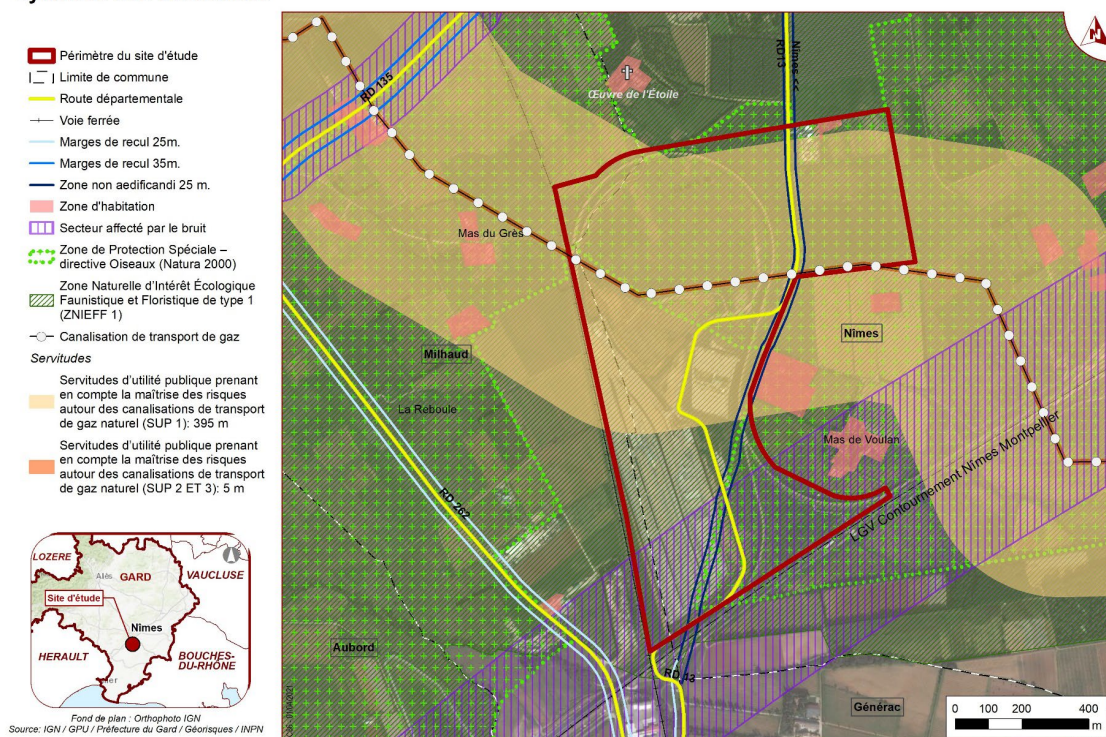 Périmètre du site d'étude
Limite de commune
Route départementale
Voie ferrée
Marges de recul 25m.
Marges de recul 35m.
Zone non aedificandi 25 m.
Zone d'habitation
Secteur affecté par le bruit
Zone de Protection Spéciale –
directive Oiseaux (Natura 2000)
Zone Naturelle d'Intérêt Écologique
Faunistique et Floristique de type 1
(ZNIEFF 1)
Canalisation de transport de gaz
Servitudes
Servitudes d'utilité publique prenant
en compte la maîtrise des risques
autour des canalisations de transport
de gaz naturel (SUP 1): 395 m
Servitudes d'utilité publique prenant
en compte la maîtrise des risques
autour des canalisations de transport
de gaz naturel (SUP 2 ET 3): 5 m
LOZERE
Alès
GARD
VAUCLUSE
Site d'étude
Nîmes
HERAULT
BOUCHES-
DU-RHÔNE
Fond de plan : Orthophoto IGN
Source: IGN / GPU / Préfecture du Gard / Géorisques / INPN
N
RD 135
Œuvre de l'Étoile
Nîmes <<
RD13
Mas du Grès
Nîmes
Milhaud
La Reboule
Mas de Voulan
LGV Contournement Nîmes Montpellier
RD 262
Aubord
RD 13
Générac
0 100 200 400
m